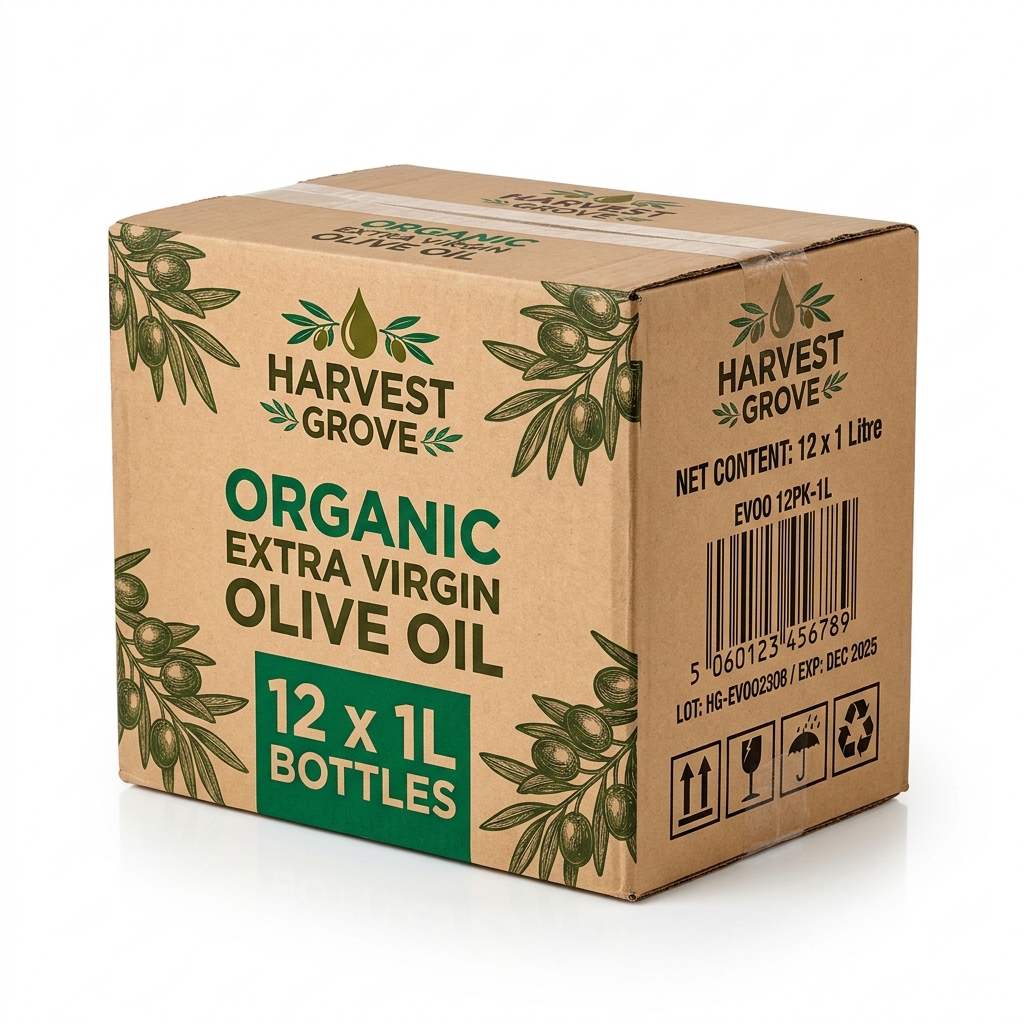 HARVEST
GROVE
ORGANIC
EXTRA VIRGIN
OLIVE OIL
HARVEST
GROVE
ORGANIC
EXTRA VIRGIN
OLIVE OIL
12 x 1L
BOTTLES
HARVEST
GROVE
NET CONTENT: 12 x 1 Litre
EVOO 12PK-1L
5 060123 456789
LOT: HG-EVOO230B / EXP: DEC 2025